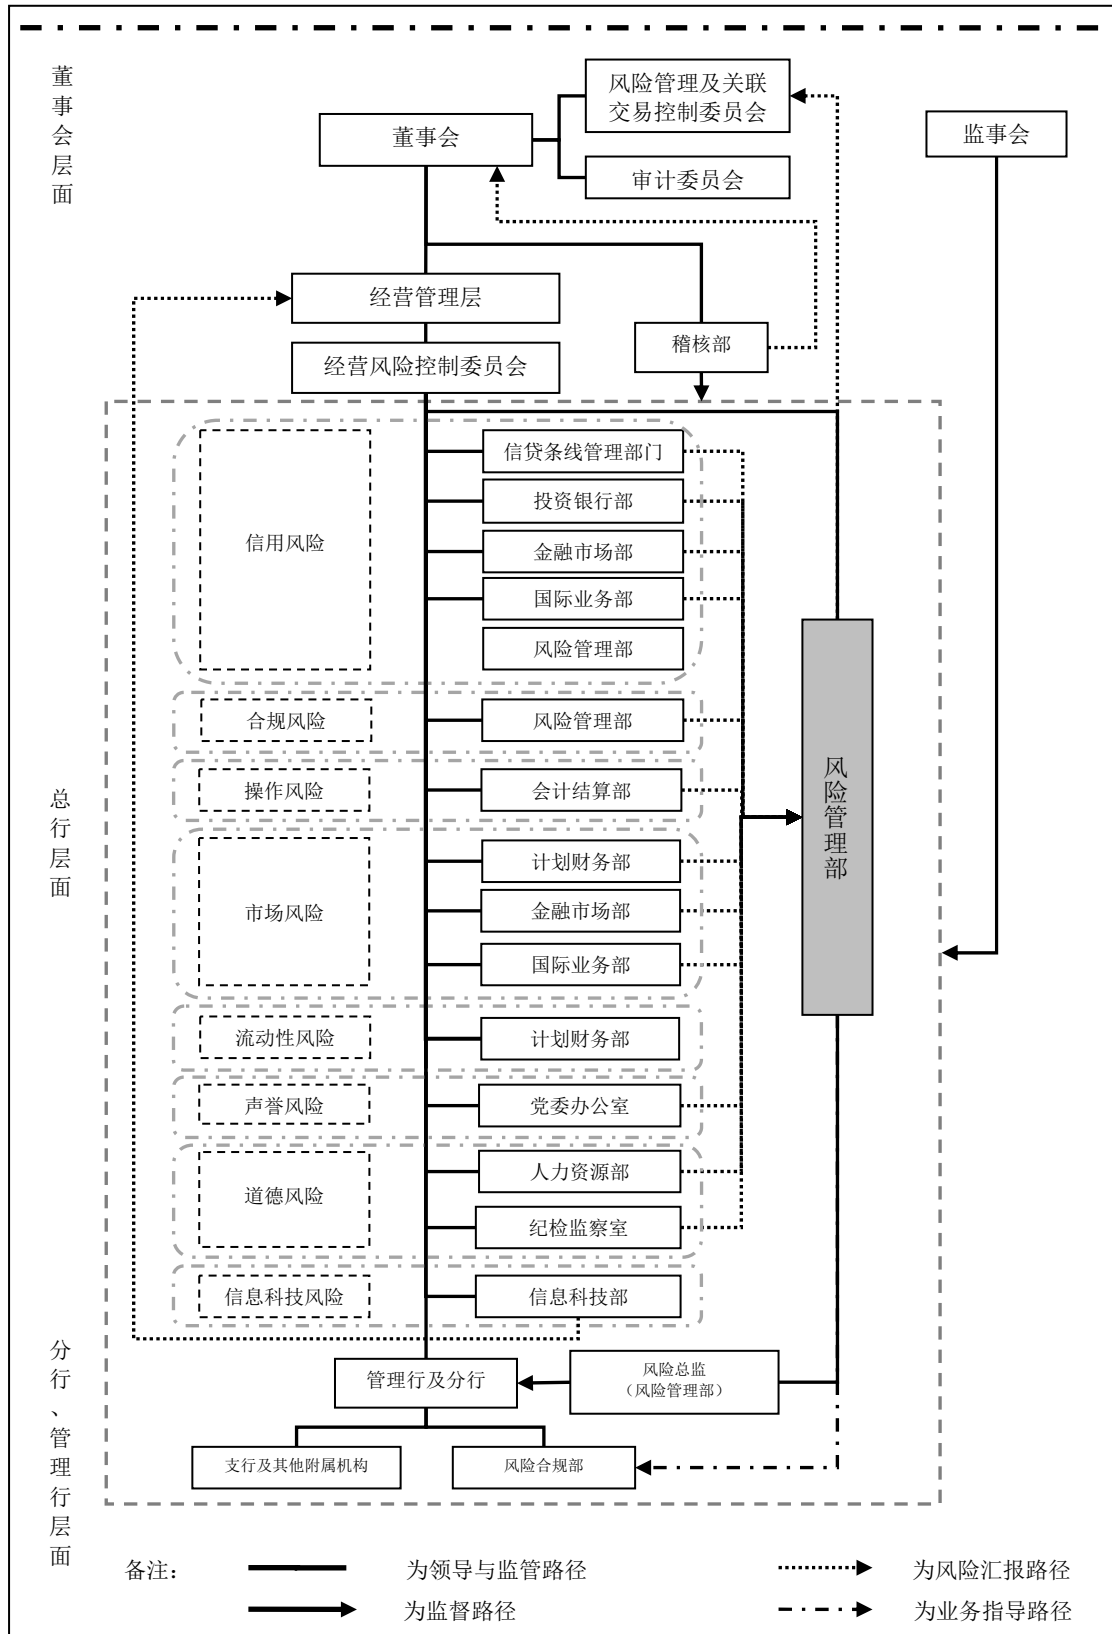 董事会层面
风险管理及关联
交易控制委员会
董事会
监事会
审计委员会
经营管理层
稽核部
经营风险控制委员会
总行层面
信用风险
信贷条线管理部门
投资银行部
金融市场部
国际业务部
风险管理部
合规风险
风险管理部
操作风险
会计结算部
市场风险
计划财务部
金融市场部
国际业务部
流动性风险
计划财务部
声誉风险
党委办公室
道德风险
人力资源部
纪检监察室
信息科技风险
信息科技部
风险管理部
分行、管理行层面
管理行及分行
风险总监
（风险管理部）
支行及其他附属机构
风险合规部
备注：
为领导与监管路径
为风险汇报路径
为监督路径
为业务指导路径